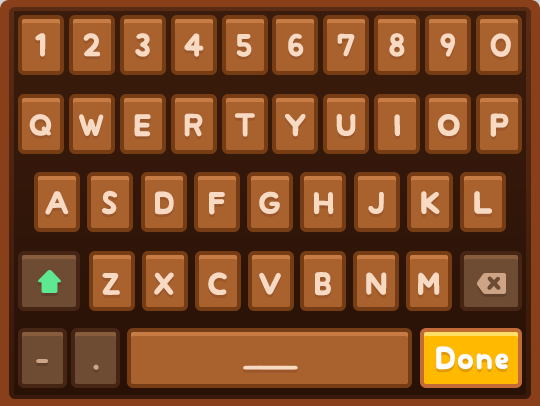 1 2 3 4 5 6 7 8 9 0
Q W E R T Y U I O P
A S D F G H J K L
Z X C V B N M
- . Done